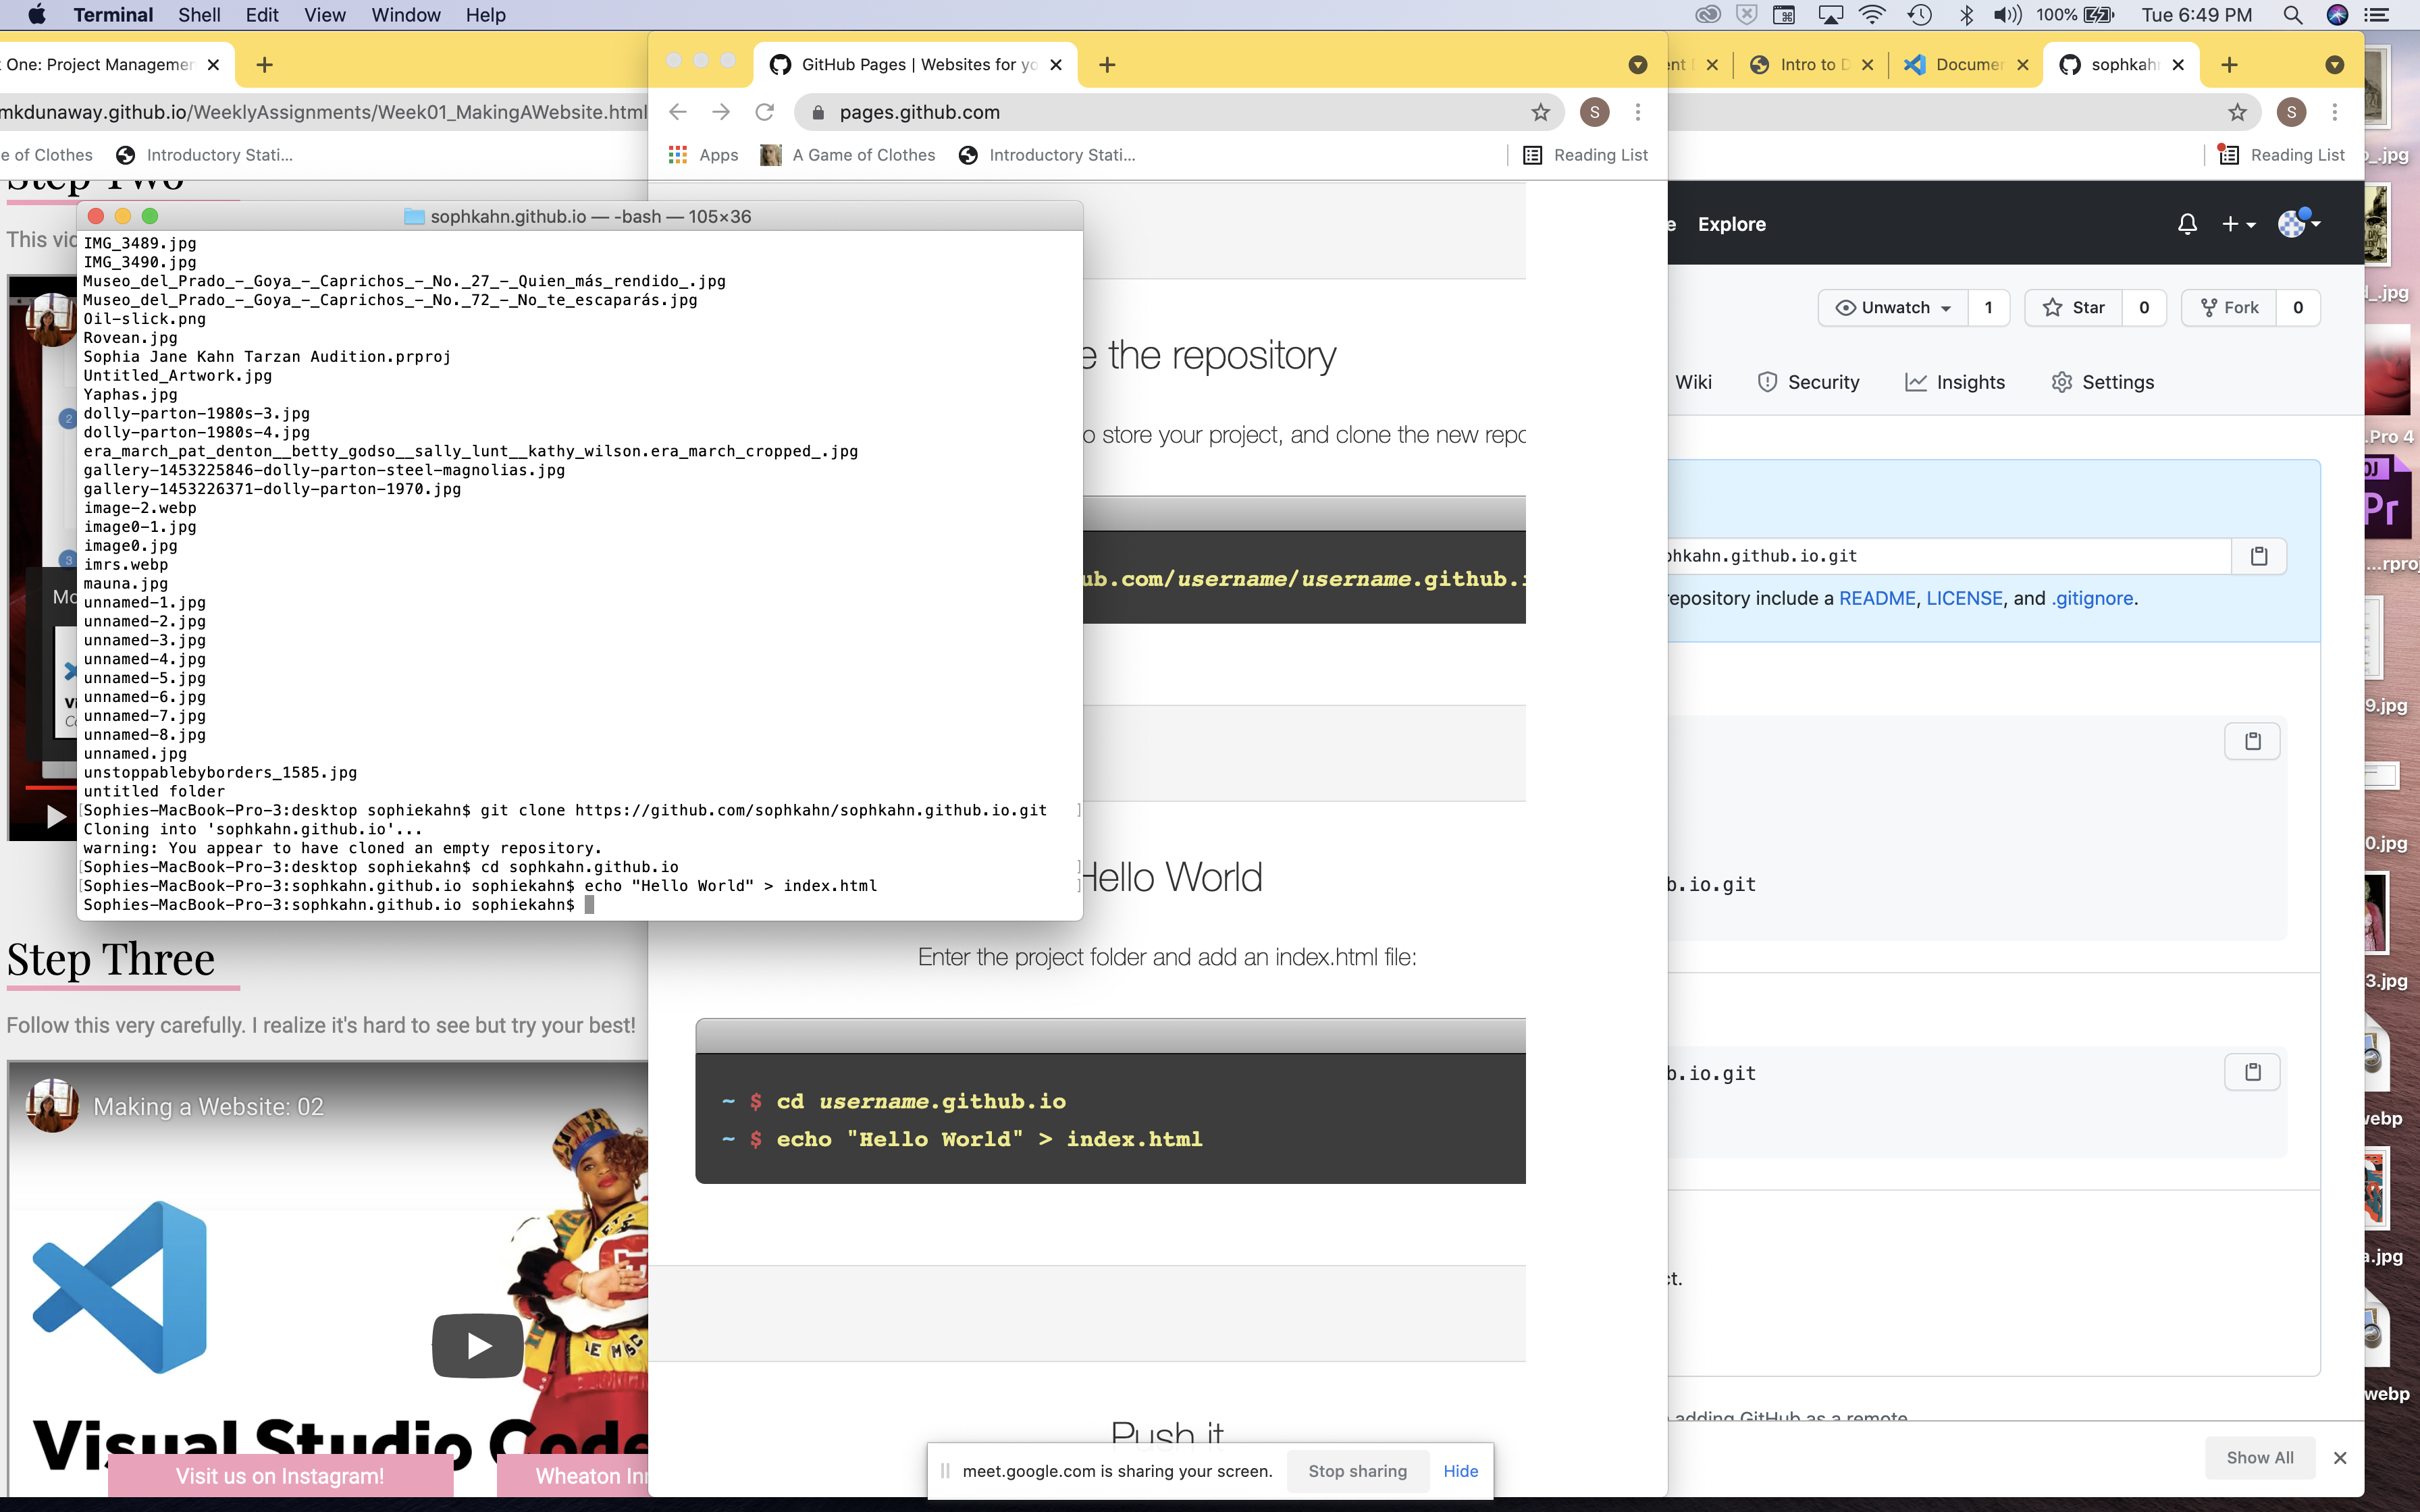 Terminal Shell Edit View Window Help 100% Tue 6:49 PM
One: Project Managemen
GitHub Pages | Websites for yo
Intro to D
Documen
sophkahn
mkdunaway.github.io/WeeklyAssignments/Week01_MakingAWebsite.html
pages.github.com
S
S
e of Clothes
Introductory Stati...
Apps
A Game of Clothes
Introductory Stati...
Reading List
Reading List
Step Two
This vid
sophkahn.github.io — -bash — 105×36
IMG_3489.jpg
IMG_3490.jpg
Museo_del_Prado_-_Goya_-_Caprichos_-_No._27_-_Quien_más_rendido_.jpg
Museo_del_Prado_-_Goya_-_Caprichos_-_No._72_-_No_te_escaparás.jpg
Oil-slick.png
Rovean.jpg
Sophia Jane Kahn Tarzan Audition.prproj
Untitled_Artwork.jpg
Yaphas.jpg
dolly-parton-1980s-3.jpg
dolly-parton-1980s-4.jpg
era_march_pat_denton__betty_godso__sally_lunt__kathy_wilson.era_march_cropped_.jpg
gallery-1453225846-dolly-parton-steel-magnolias.jpg
gallery-1453226371-dolly-parton-1970.jpg
image-2.webp
image0-1.jpg
image0.jpg
imrs.webp
mauna.jpg
unnamed-1.jpg
unnamed-2.jpg
unnamed-3.jpg
unnamed-4.jpg
unnamed-5.jpg
unnamed-6.jpg
unnamed-7.jpg
unnamed-8.jpg
unnamed.jpg
unstoppablebyborders_1585.jpg
untitled folder
[Sophies-MacBook-Pro-3:desktop sophiekahn$ git clone https://github.com/sophkahn/sophkahn.github.io.git ]
Cloning into 'sophkahn.github.io'...
warning: You appear to have cloned an empty repository.
[Sophies-MacBook-Pro-3:desktop sophiekahn$ cd sophkahn.github.io ]
[Sophies-MacBook-Pro-3:sophkahn.github.io sophiekahn$ echo "Hello World" > index.html ]
Sophies-MacBook-Pro-3:sophkahn.github.io sophiekahn$
2
3
Step Three
Follow this very carefully. I realize it's hard to see but try your best!
Making a Website: 02
Visual Studio Code
Visit us on Instagram!
Wheaton Inn
e the repository
o store your project, and clone the new repo
ub.com/username/username.github.i
Hello World
Enter the project folder and add an index.html file:
~ $ cd username.github.io
~ $ echo "Hello World" > index.html
Push it
meet.google.com is sharing your screen. Stop sharing Hide
e Explore
Unwatch 1 Star 0 Fork 0
Wiki Security Insights Settings
phkahn.github.io.git
repository include a README, LICENSE, and .gitignore.
b.io.git
b.io.git
ct.
adding GitHub as a remote
Show All
_.jpg
d_.jpg
.Pro 4
Pr
...rproj
9.jpg
0.jpg
3.jpg
webp
a.jpg
webp